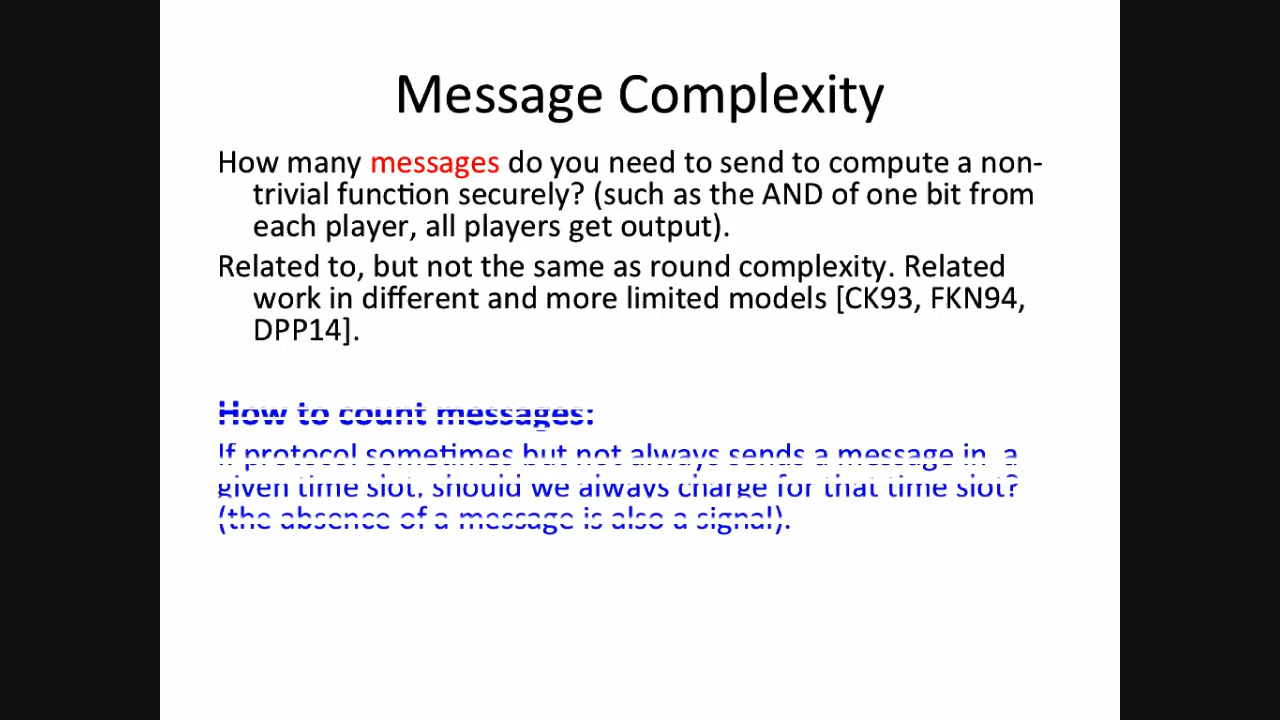 Message Complexity
How many messages do you need to send to compute a non-
trivial function securely? (such as the AND of one bit from
each player, all players get output).
Related to, but not the same as round complexity. Related
work in different and more limited models [CK93, FKN94,
DPP14].
How to count messages:
If protocol sometimes but not always sends a message in a
given time slot, should we always charge for that time slot?
(the absence of a message is also a signal).